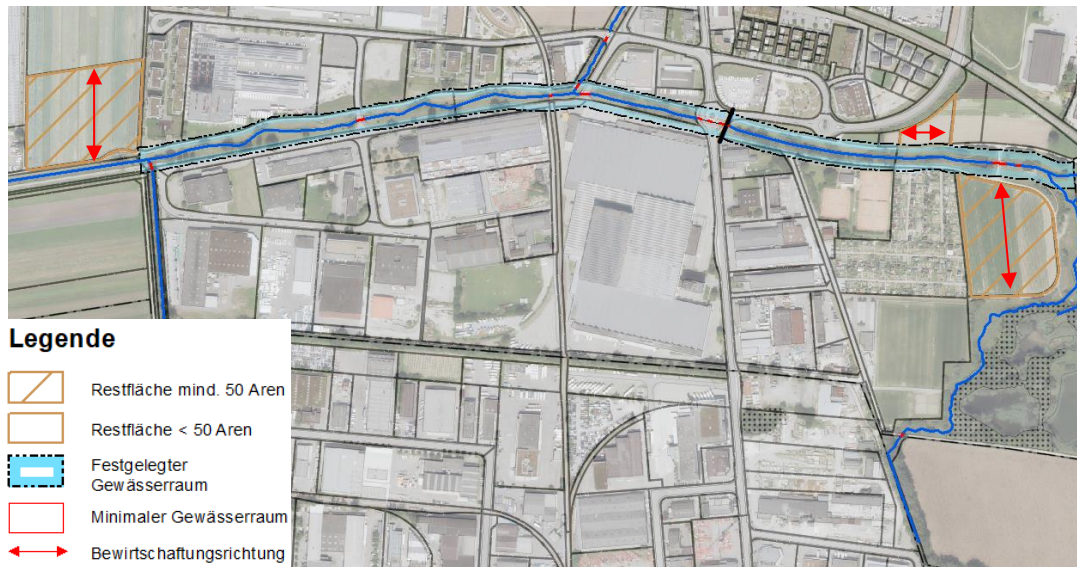 Legende
Restfläche mind. 50 Aren
Restfläche < 50 Aren
Festgelegter
Gewässerraum
Minimaler Gewässerraum
Bewirtschaftungsrichtung